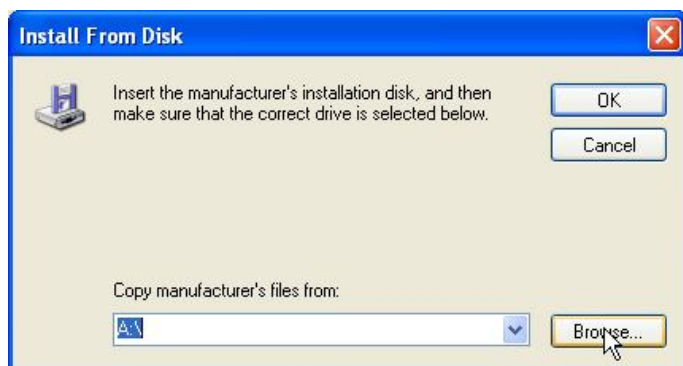 Install From Disk
Insert the manufacturer's installation disk, and then
make sure that the correct drive is selected below.
OK
Cancel
Copy manufacturer's files from:
A:\
Browse...